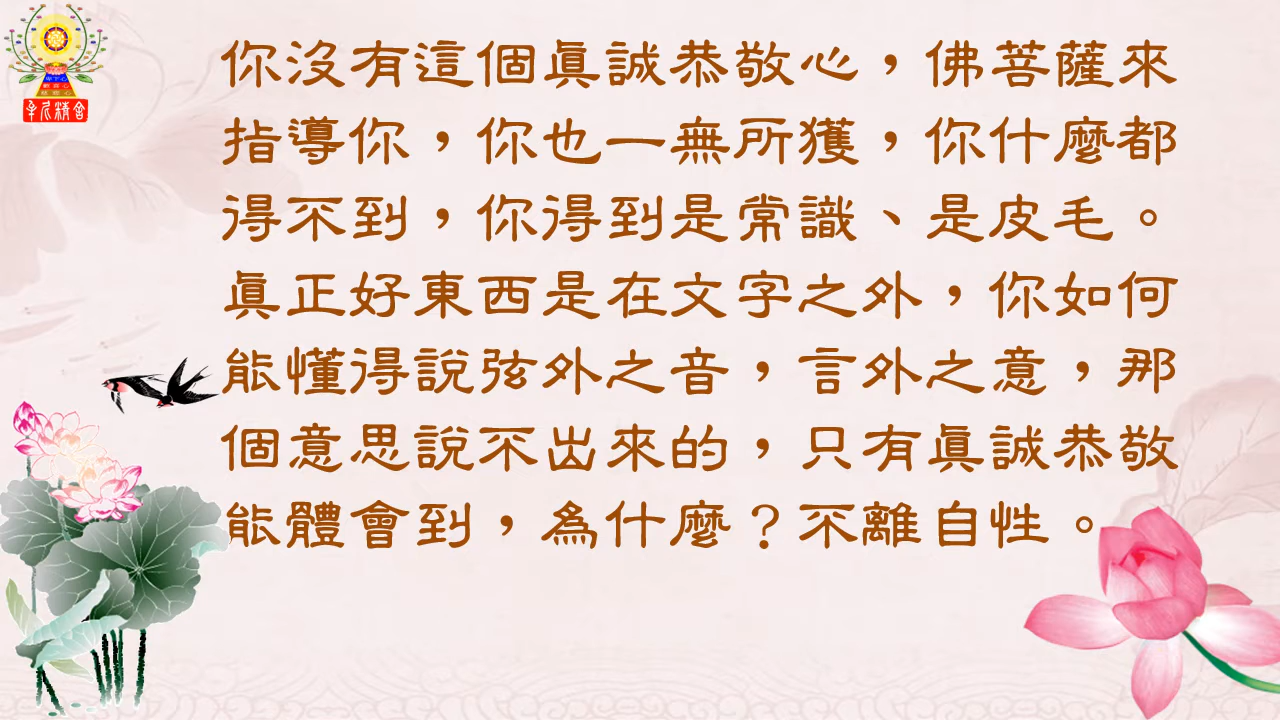 你沒有這個真誠恭敬心，佛菩薩來
指導你，你也一無所獲，你什麼都
得不到，你得到是常識、是皮毛。
真正好東西是在文字之外，你如何
能懂得說弦外之音，言外之意，那
個意思說不出來的，只有真誠恭敬
能體會到，為什麼？不離自性。